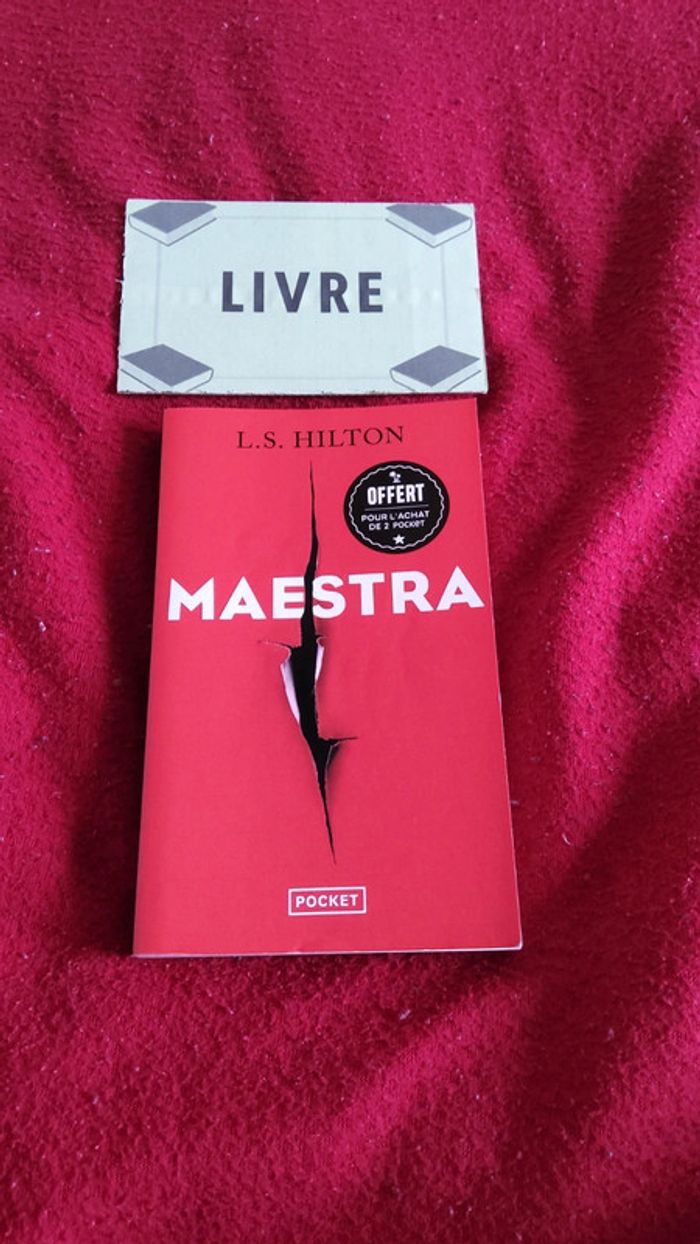 LIVRE
L.S. HILTON
OFFERT
POUR L'ACHAT
DE 2 POCKET
MAESTRA
POCKET